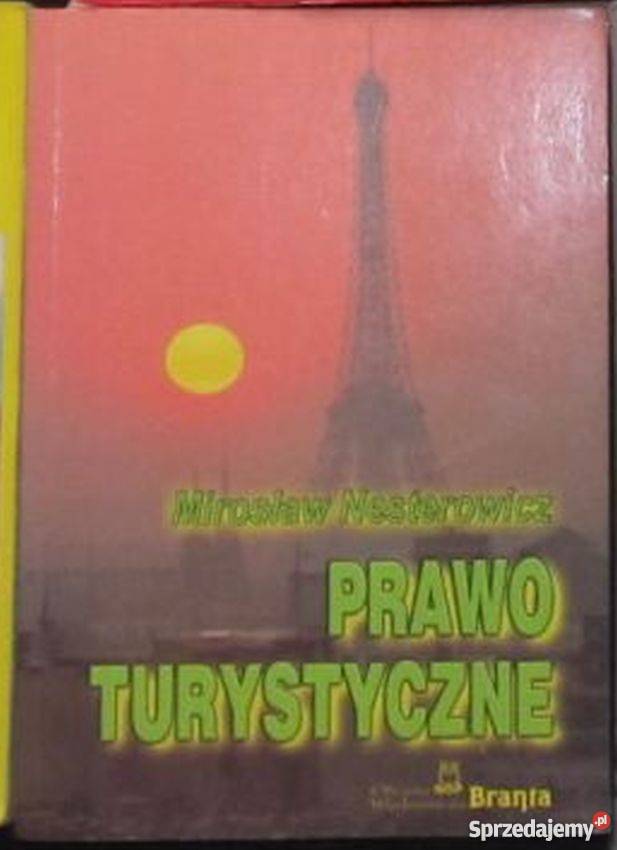 Mirosław Nesterowicz
PRAWO
TURYSTYCZNE
Branta
Sprzedajemy.pl